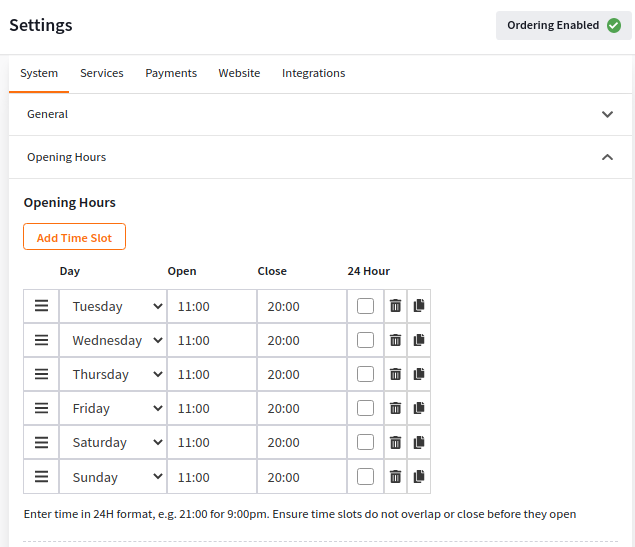 Settings
Ordering Enabled
System Services Payments Website Integrations
General
Opening Hours
Opening Hours
Add Time Slot
Day Open Close 24 Hour
Tuesday 11:00 20:00
Wednesday 11:00 20:00
Thursday 11:00 20:00
Friday 11:00 20:00
Saturday 11:00 20:00
Sunday 11:00 20:00
Enter time in 24H format, e.g. 21:00 for 9:00pm. Ensure time slots do not overlap or close before they open